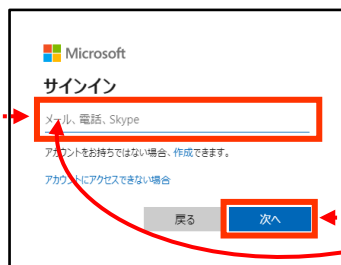 Microsoft
サインイン
メール、電話、Skype
アカウントをお持ちではない場合、作成できます。
アカウントにアクセスできない場合
戻る
次へ